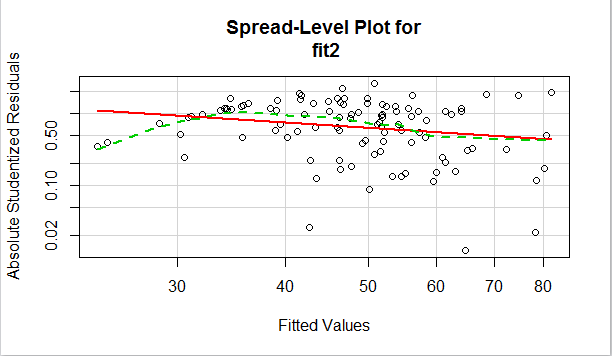 Spread-Level Plot for
fit2
Absolute Studentized Residuals
0.50
0.10
0.02
30 40 50 60 70 80
Fitted Values